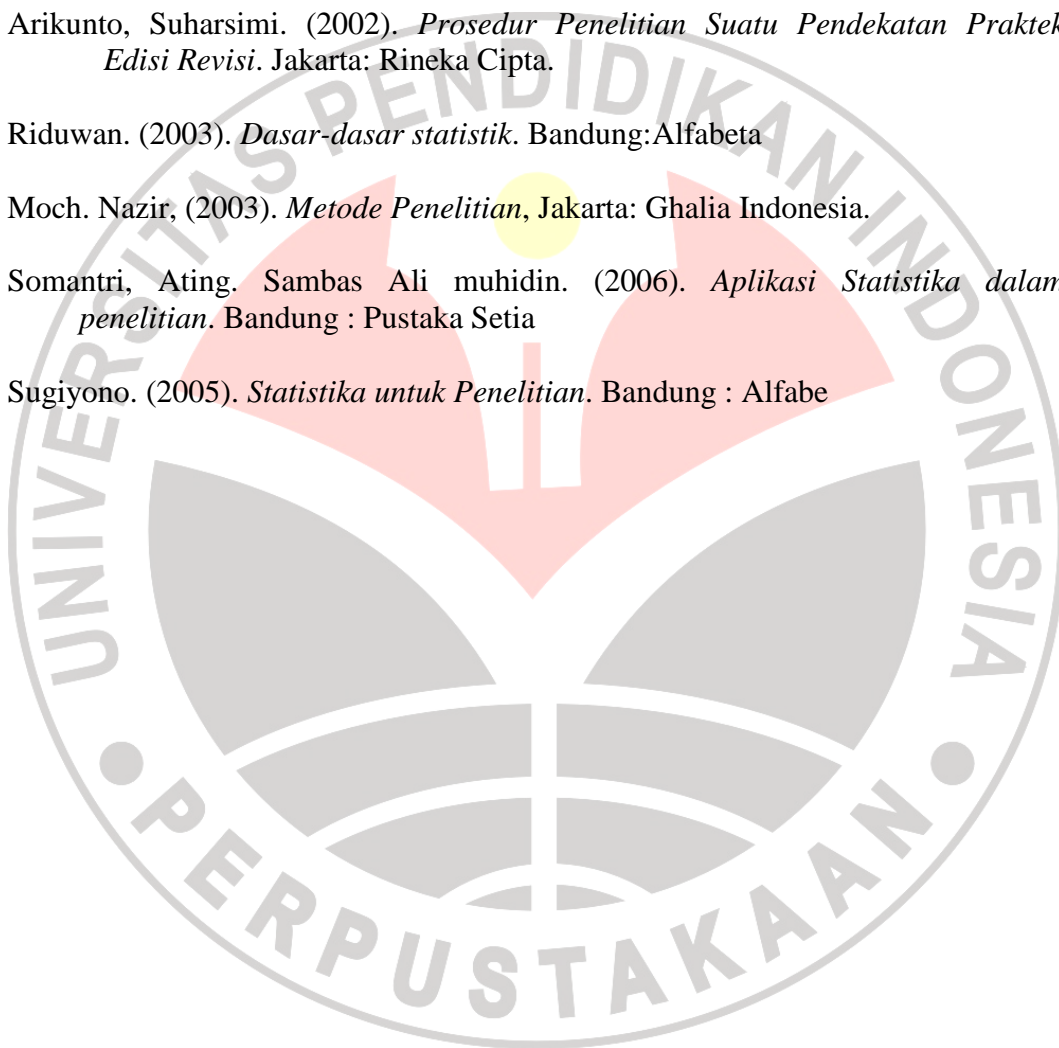 Arikunto, Suharsimi. (2002). Prosedur Penelitian Suatu Pendekatan Praktek
Edisi Revisi. Jakarta: Rineka Cipta.
Riduwan. (2003). Dasar-dasar statistik. Bandung:Alfabeta
Moch. Nazir, (2003). Metode Penelitian, Jakarta: Ghalia Indonesia.
Somantri, Ating. Sambas Ali muhidin. (2006). Aplikasi Statistika dalam
penelitian. Bandung : Pustaka Setia
Sugiyono. (2005). Statistika untuk Penelitian. Bandung : Alfabe
UNIVERSITAS PENDIDIKAN INDONESIA
PERPUSTAKAAN